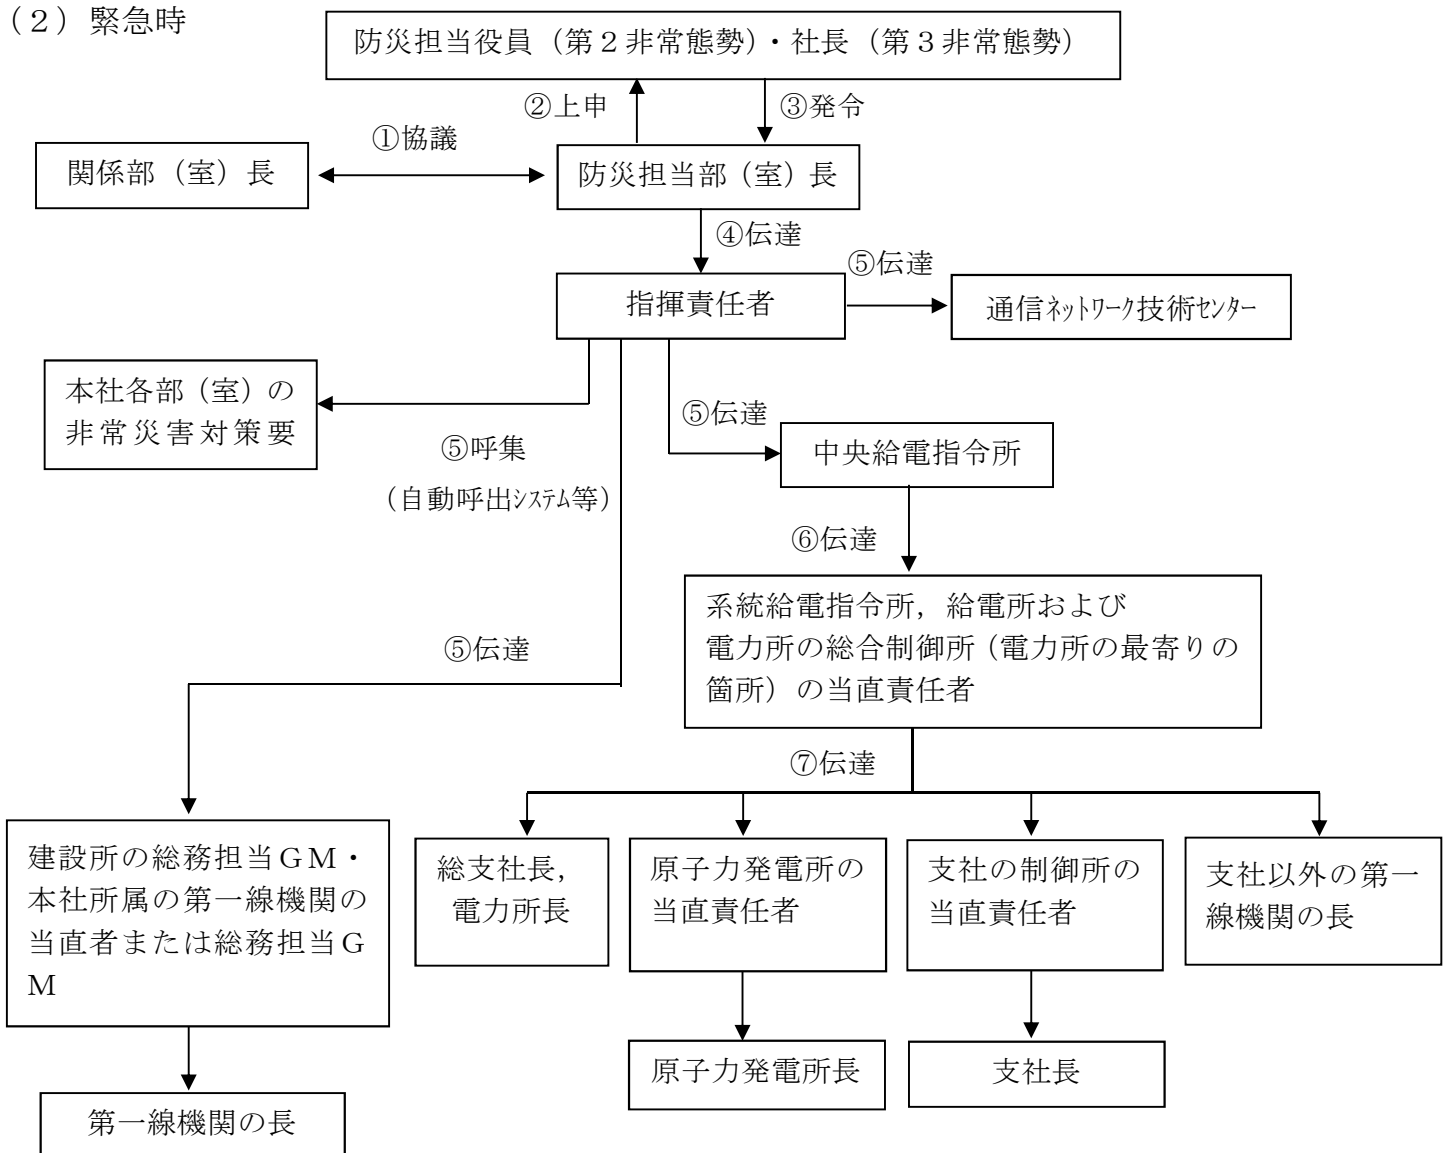 （２）緊急時
防災担当役員（第２非常態勢）・社長（第３非常態勢）
②上申
③発令
①協議
関係部（室）長
防災担当部（室）長
④伝達
⑤伝達
指揮責任者
通信ﾈｯﾄﾜｰｸ技術ｾﾝﾀｰ
本社各部（室）の
非常災害対策要
⑤呼集
（自動呼出ｼｽﾃﾑ等）
⑤伝達
中央給電指令所
⑥伝達
系統給電指令所，給電所および
電力所の総合制御所（電力所の最寄りの
箇所）の当直責任者
⑤伝達
⑦伝達
建設所の総務担当ＧＭ・
本社所属の第一線機関の
当直者または総務担当Ｇ
Ｍ
総支社長，
電力所長
原子力発電所の
当直責任者
支社の制御所の
当直責任者
支社以外の第一
線機関の長
原子力発電所長
支社長
第一線機関の長